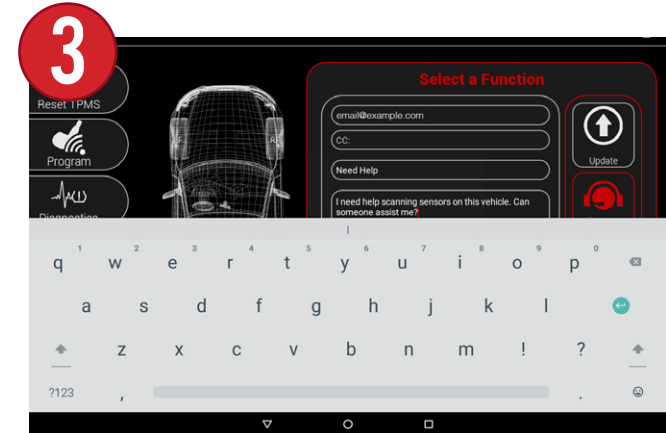 3
Reset TPMS
Program
Diagnostics
Select a Function
email@example.com
CC:
Need Help
I need help scanning sensors on this vehicle. Can
someone assist me?
Update
1 2 3 4 5 6 7 8 9 0
q w e r t y u i o p
a s d f g h j k l
z x c v b n m ! ?
?123 , .